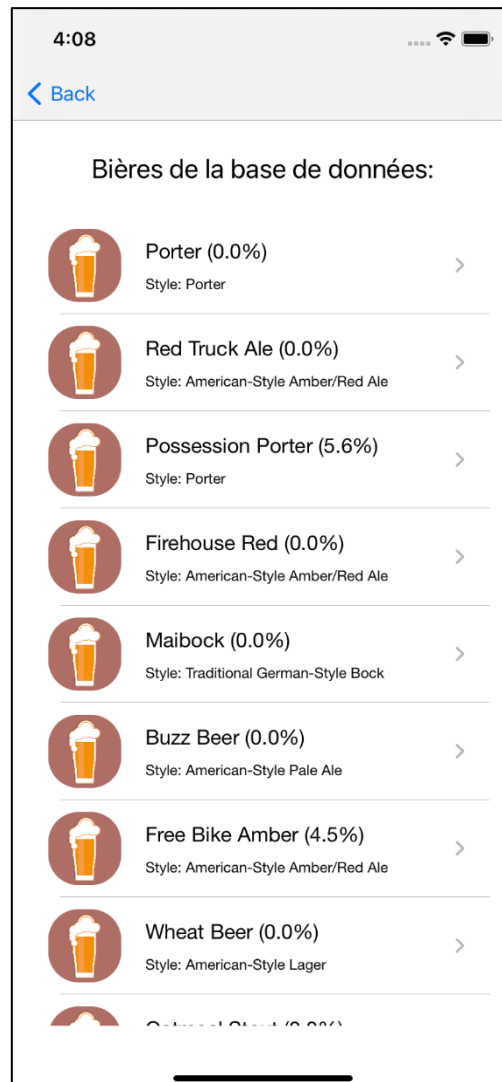 4:08
Back
Bières de la base de données:
Porter (0.0%)
Style: Porter
Red Truck Ale (0.0%)
Style: American-Style Amber/Red Ale
Possession Porter (5.6%)
Style: Porter
Firehouse Red (0.0%)
Style: American-Style Amber/Red Ale
Maibock (0.0%)
Style: Traditional German-Style Bock
Buzz Beer (0.0%)
Style: American-Style Pale Ale
Free Bike Amber (4.5%)
Style: American-Style Amber/Red Ale
Wheat Beer (0.0%)
Style: American-Style Lager